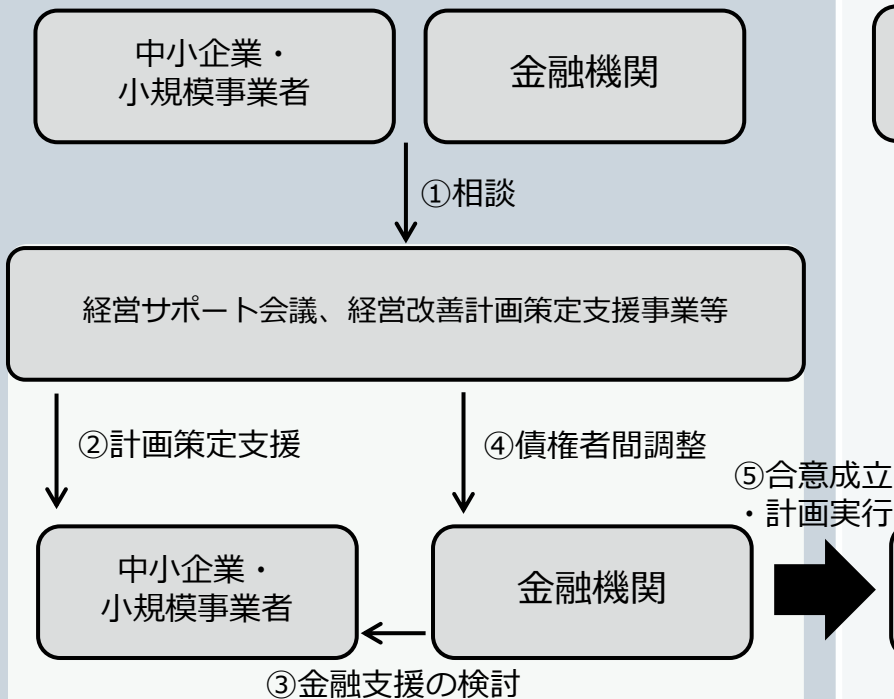 中小企業・
小規模事業者
金融機関
①相談
経営サポート会議、経営改善計画策定支援事業等
②計画策定支援
④債権者間調整
⑤合意成立
・計画実行
中小企業・
小規模事業者
金融機関
③金融支援の検討